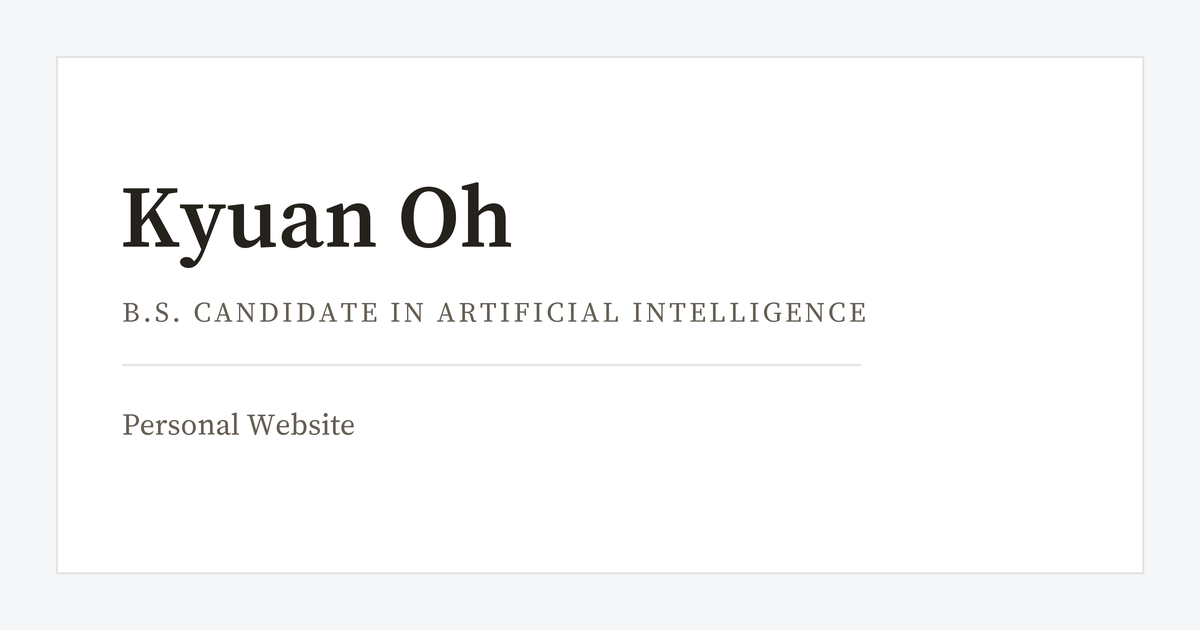 Kyuan Oh
B.S. CANDIDATE IN ARTIFICIAL INTELLIGENCE
Personal Website